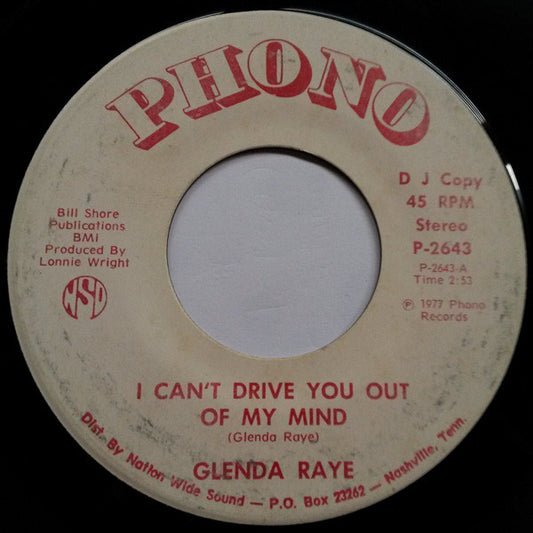 PHONO
Bill Shore
Publications
BMI
Produced By
Lonnie Wright
NSD
D J Copy
45 RPM
Stereo
P-2643
P-2643-A
Time 2:53
℗ 1977 Phono
Records
I CAN'T DRIVE YOU OUT
OF MY MIND
(Glenda Raye)
GLENDA RAYE
Dist. By Nation Wide Sound — P.O. Box 23262 — Nashville, Tenn.